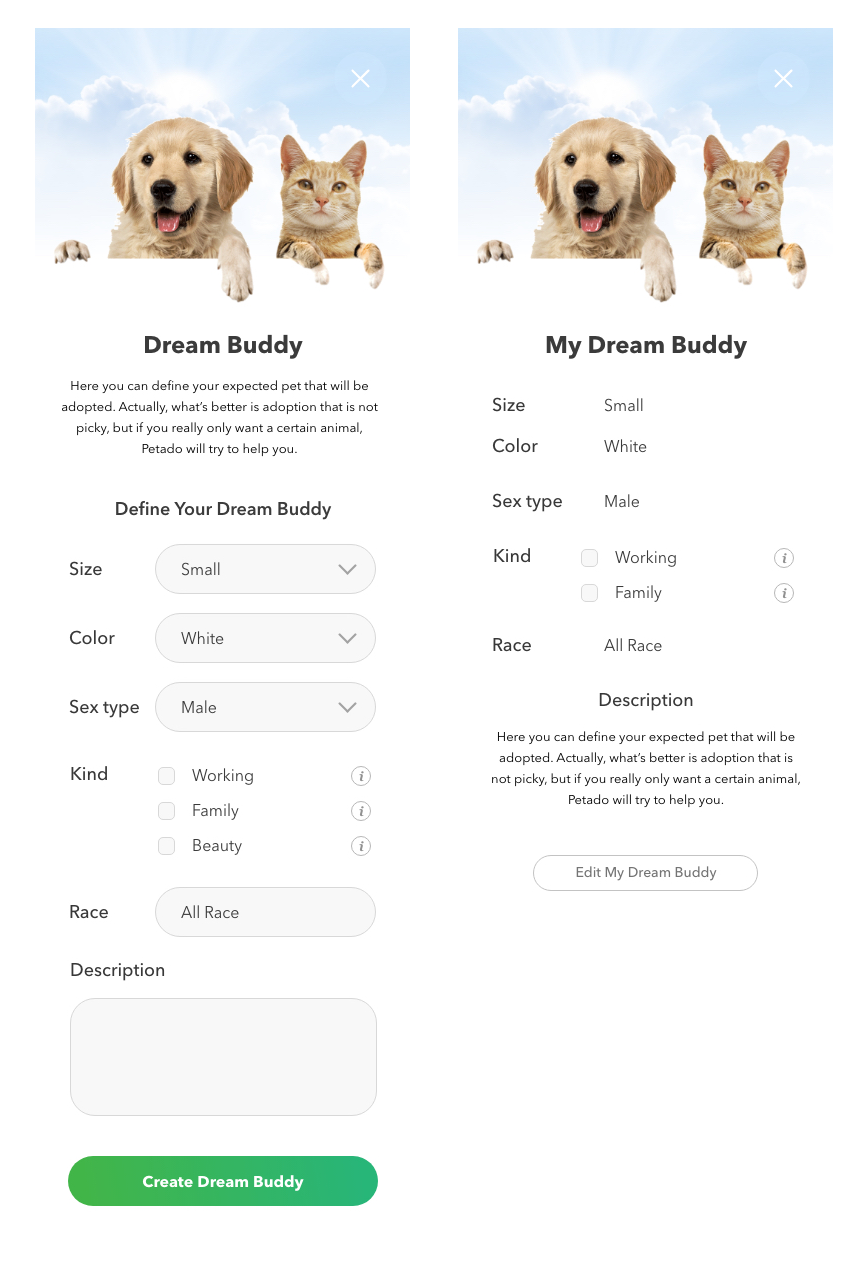 Dream Buddy
Here you can define your expected pet that will be
adopted. Actually, what's better is adoption that is not
picky, but if you really only want a certain animal,
Petado will try to help you.
Define Your Dream Buddy
Size
Small
Color
White
Sex type
Male
Kind
Working
i
Family
i
Beauty
i
Race
All Race
Description
Create Dream Buddy
My Dream Buddy
Size
Small
Color
White
Sex type
Male
Kind
Working
i
Family
i
Race
All Race
Description
Here you can define your expected pet that will be
adopted. Actually, what's better is adoption that is
not picky, but if you really only want a certain animal,
Petado will try to help you.
Edit My Dream Buddy